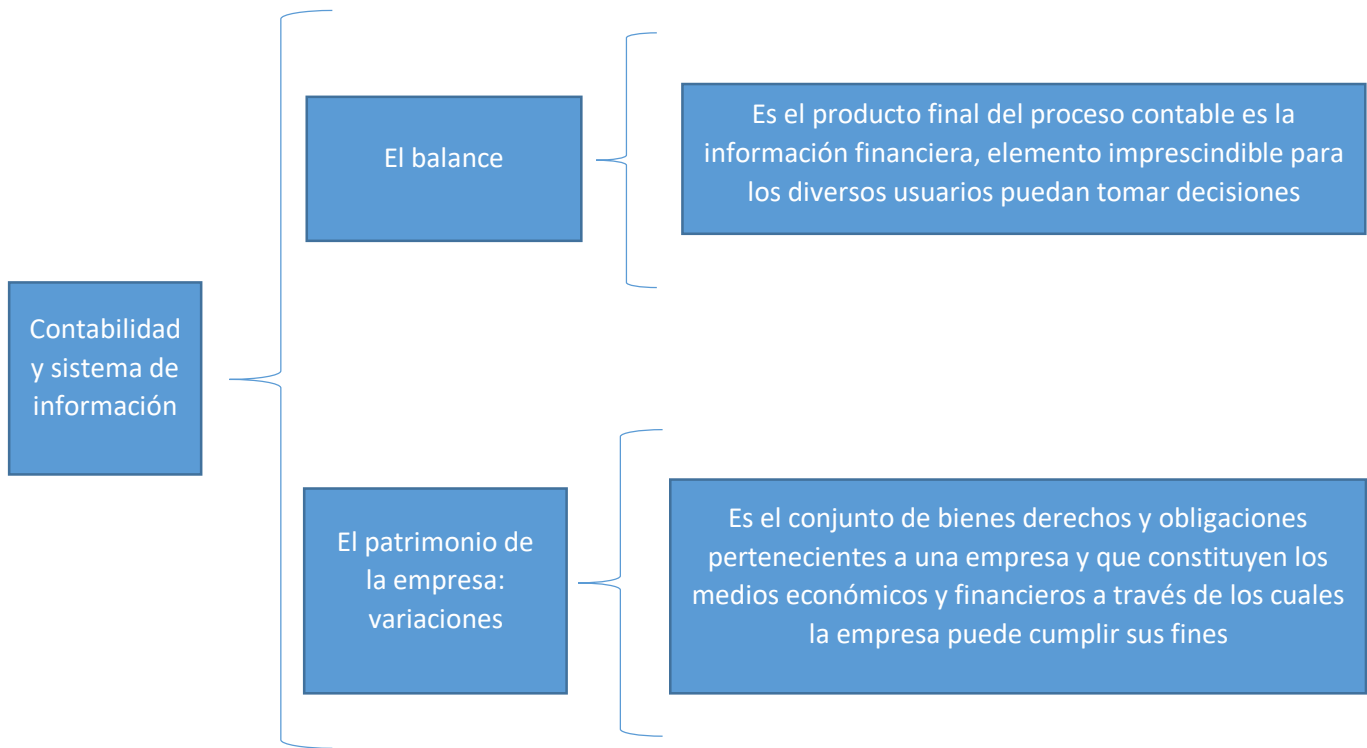 Contabilidad
y sistema de
información
El balance
Es el producto final del proceso contable es la
información financiera, elemento imprescindible para
los diversos usuarios puedan tomar decisiones
El patrimonio de
la empresa:
variaciones
Es el conjunto de bienes derechos y obligaciones
pertenecientes a una empresa y que constituyen los
medios económicos y financieros a través de los cuales
la empresa puede cumplir sus fines